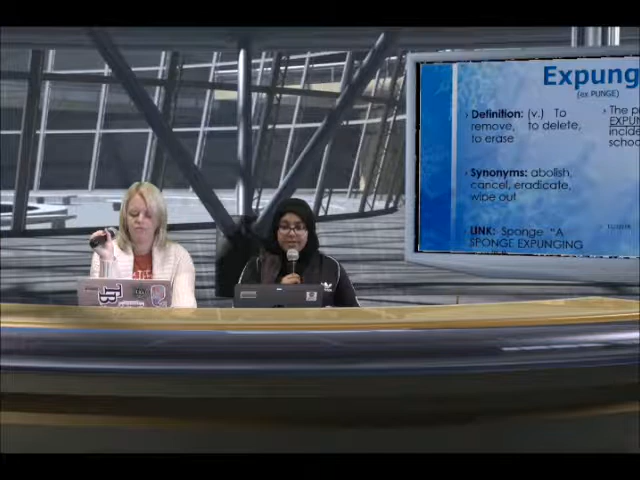 Expung
(ex PUNGE)
Definition: (v.) To
remove, to delete,
to erase
Synonyms: abolish,
cancel, eradicate,
wipe out
LINK: Sponge "A
SPONGE EXPUNGING
The p
EXPUN
incide
schoo